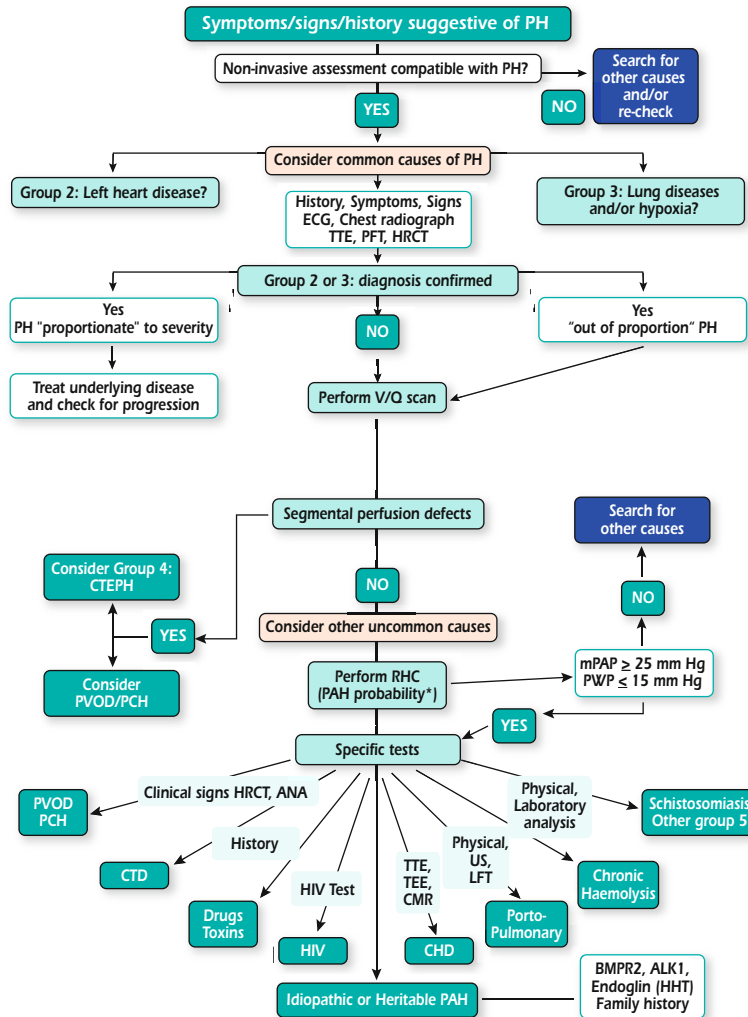 Symptoms/signs/history suggestive of PH
Non-invasive assessment compatible with PH?
Search for
other causes
and/or
re-check
NO
YES
Consider common causes of PH
Group 2: Left heart disease?
History, Symptoms, Signs
ECG, Chest radiograph
TTE, PFT, HRCT
Group 3: Lung diseases
and/or hypoxia?
Group 2 or 3: diagnosis confirmed
Yes
PH "proportionate" to severity
NO
Yes
"out of proportion" PH
Treat underlying disease
and check for progression
Perform V/Q scan
Segmental perfusion defects
Search for
other causes
Consider Group 4:
CTEPH
NO
NO
YES
Consider other uncommon causes
Consider
PVOD/PCH
Perform RHC
(PAH probability*)
mPAP ≥ 25 mm Hg
PWP ≤ 15 mm Hg
YES
Specific tests
PVOD
PCH
Clinical signs HRCT, ANA
Physical,
Laboratory
analysis
Schistosomiasis
Other group 5
History
CTD
HIV Test
TTE,
TEE,
CMR
Physical,
US,
LFT
Chronic
Haemolysis
Drugs
Toxins
HIV
CHD
Porto-
Pulmonary
Idiopathic or Heritable PAH
BMPR2, ALK1,
Endoglin (HHT)
Family history